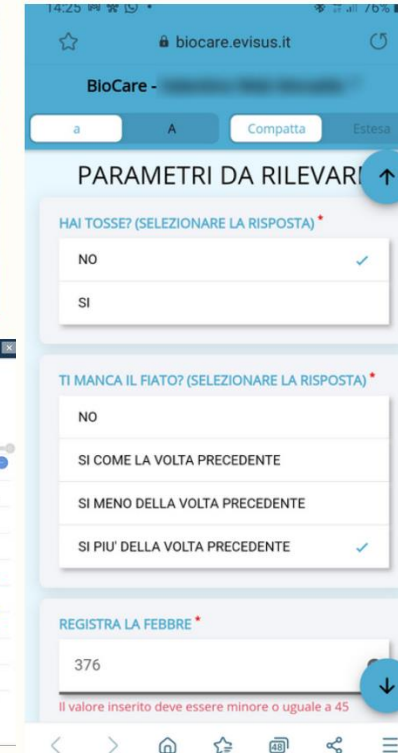 14:25
76%
biocare.evisus.it
BioCare -
a A Compatta Estesa
PARAMETRI DA RILEVAR
HAI TOSSE? (SELEZIONARE LA RISPOSTA) *
NO
SI
TI MANCA IL FIATO? (SELEZIONARE LA RISPOSTA) *
NO
SI COME LA VOLTA PRECEDENTE
SI MENO DELLA VOLTA PRECEDENTE
SI PIU' DELLA VOLTA PRECEDENTE
REGISTRA LA FEBBRE *
376
Il valore inserito deve essere minore o uguale a 45
48